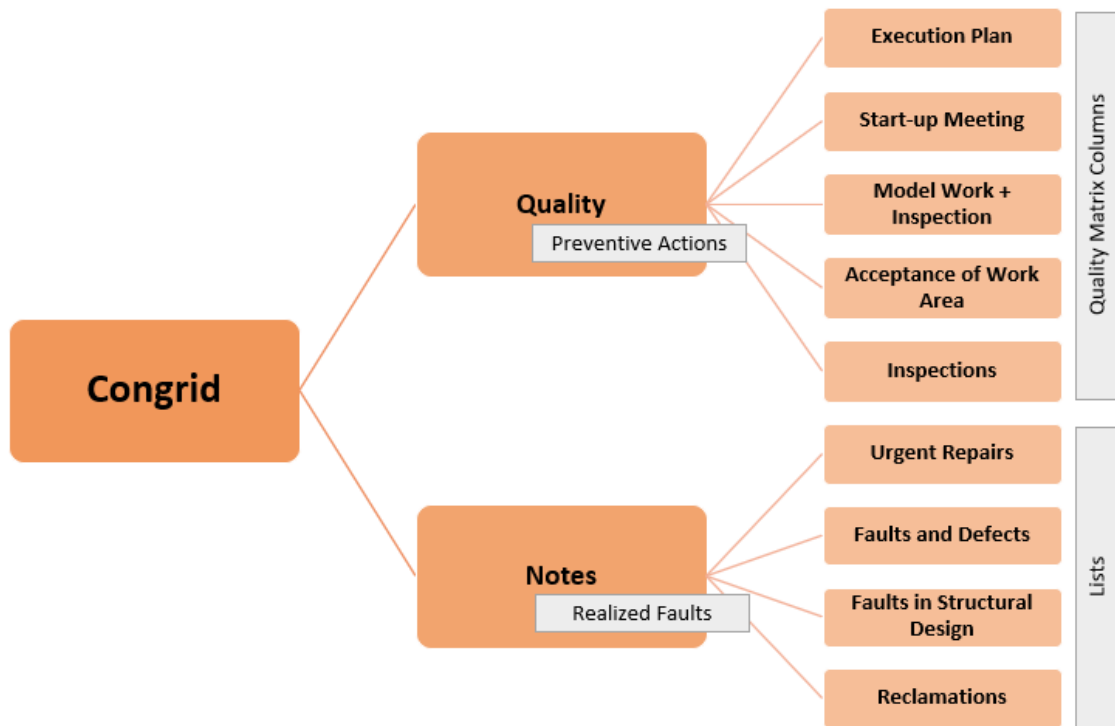 Congrid
Quality
Preventive Actions
Execution Plan
Start-up Meeting
Model Work +
Inspection
Acceptance of Work
Area
Inspections
Quality Matrix Columns
Notes
Realized Faults
Urgent Repairs
Faults and Defects
Faults in Structural
Design
Reclamations
Lists